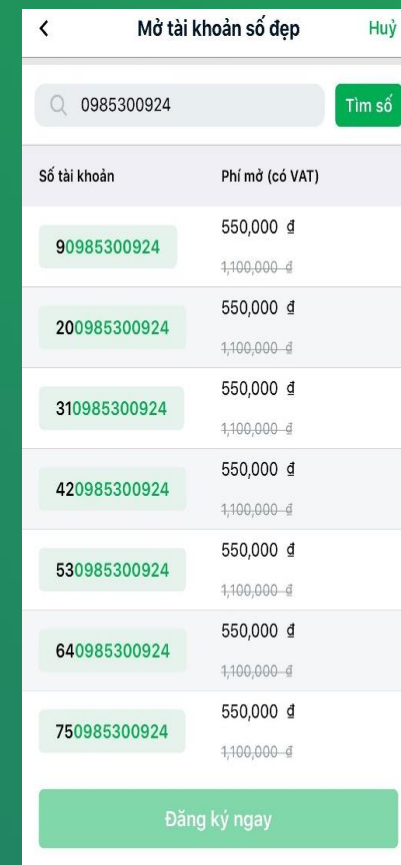 Mở tài khoản số đẹp Huỷ
0985300924 Tìm số
Số tài khoản Phí mở (có VAT)
90985300924 550,000 đ
1,100,000 đ
200985300924 550,000 đ
1,100,000 đ
310985300924 550,000 đ
1,100,000 đ
420985300924 550,000 đ
1,100,000 đ
530985300924 550,000 đ
1,100,000 đ
640985300924 550,000 đ
1,100,000 đ
750985300924 550,000 đ
1,100,000 đ
Đăng ký ngay